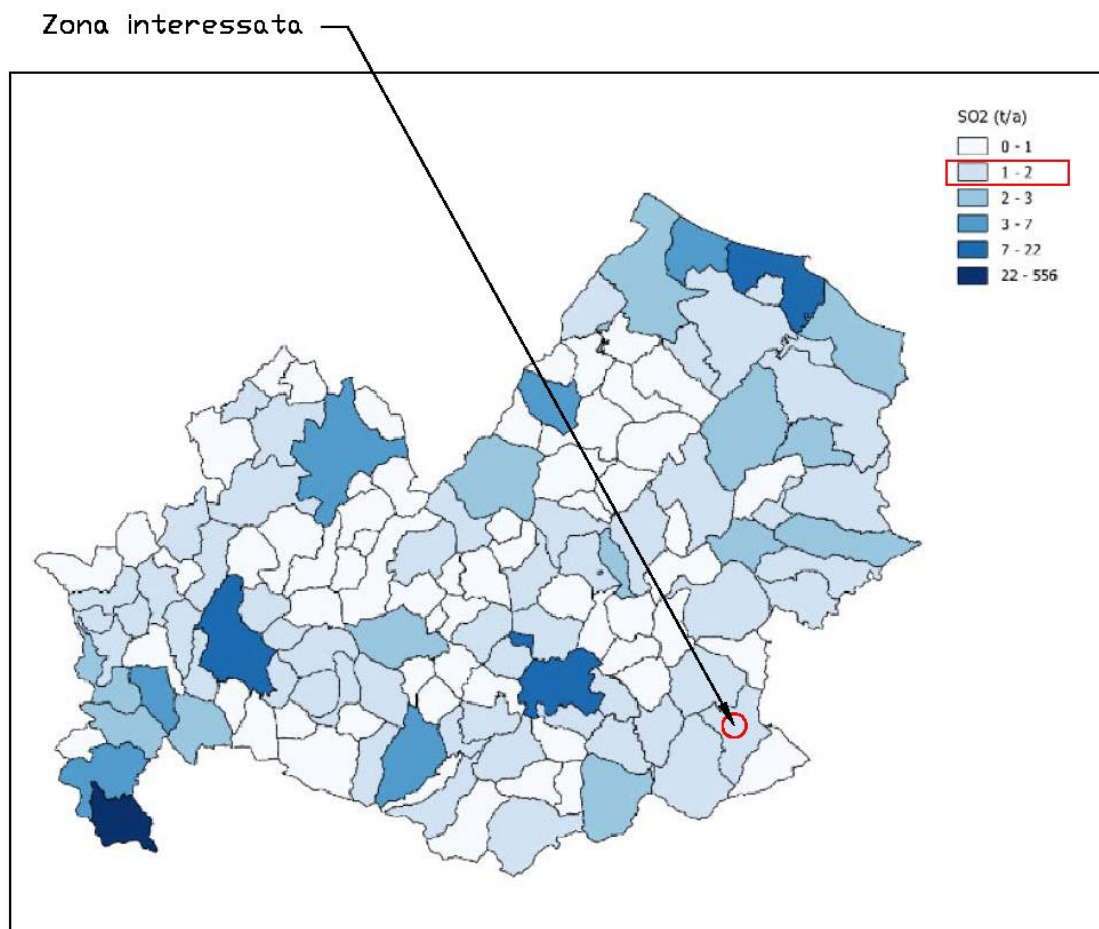 Zona interessata
SO2 (t/a)
0 - 1
1 - 2
2 - 3
3 - 7
7 - 22
22 - 556